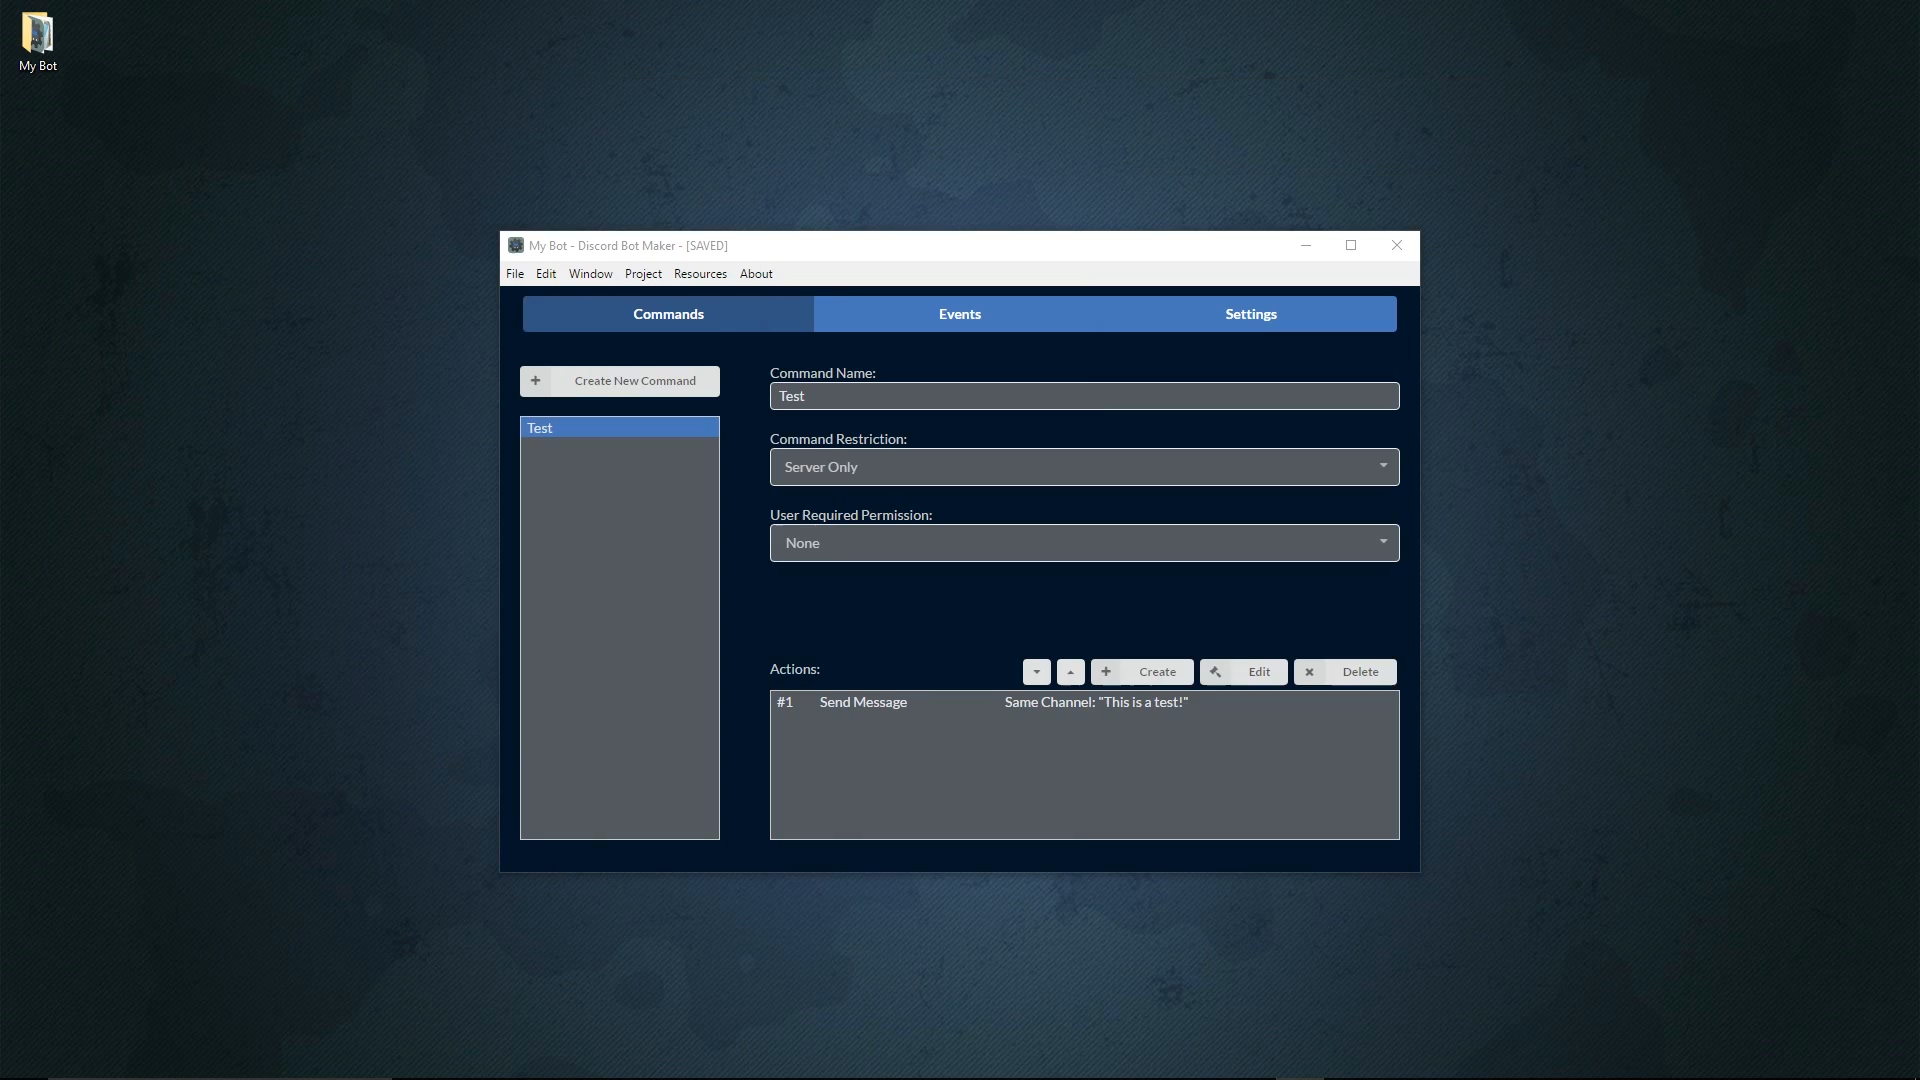 My Bot
My Bot - Discord Bot Maker - [SAVED]
File Edit Window Project Resources About
Commands Events Settings
Create New Command
Test
Command Name:
Test
Command Restriction:
Server Only
User Required Permission:
None
Actions:
Create Edit Delete
#1 Send Message Same Channel: "This is a test!"